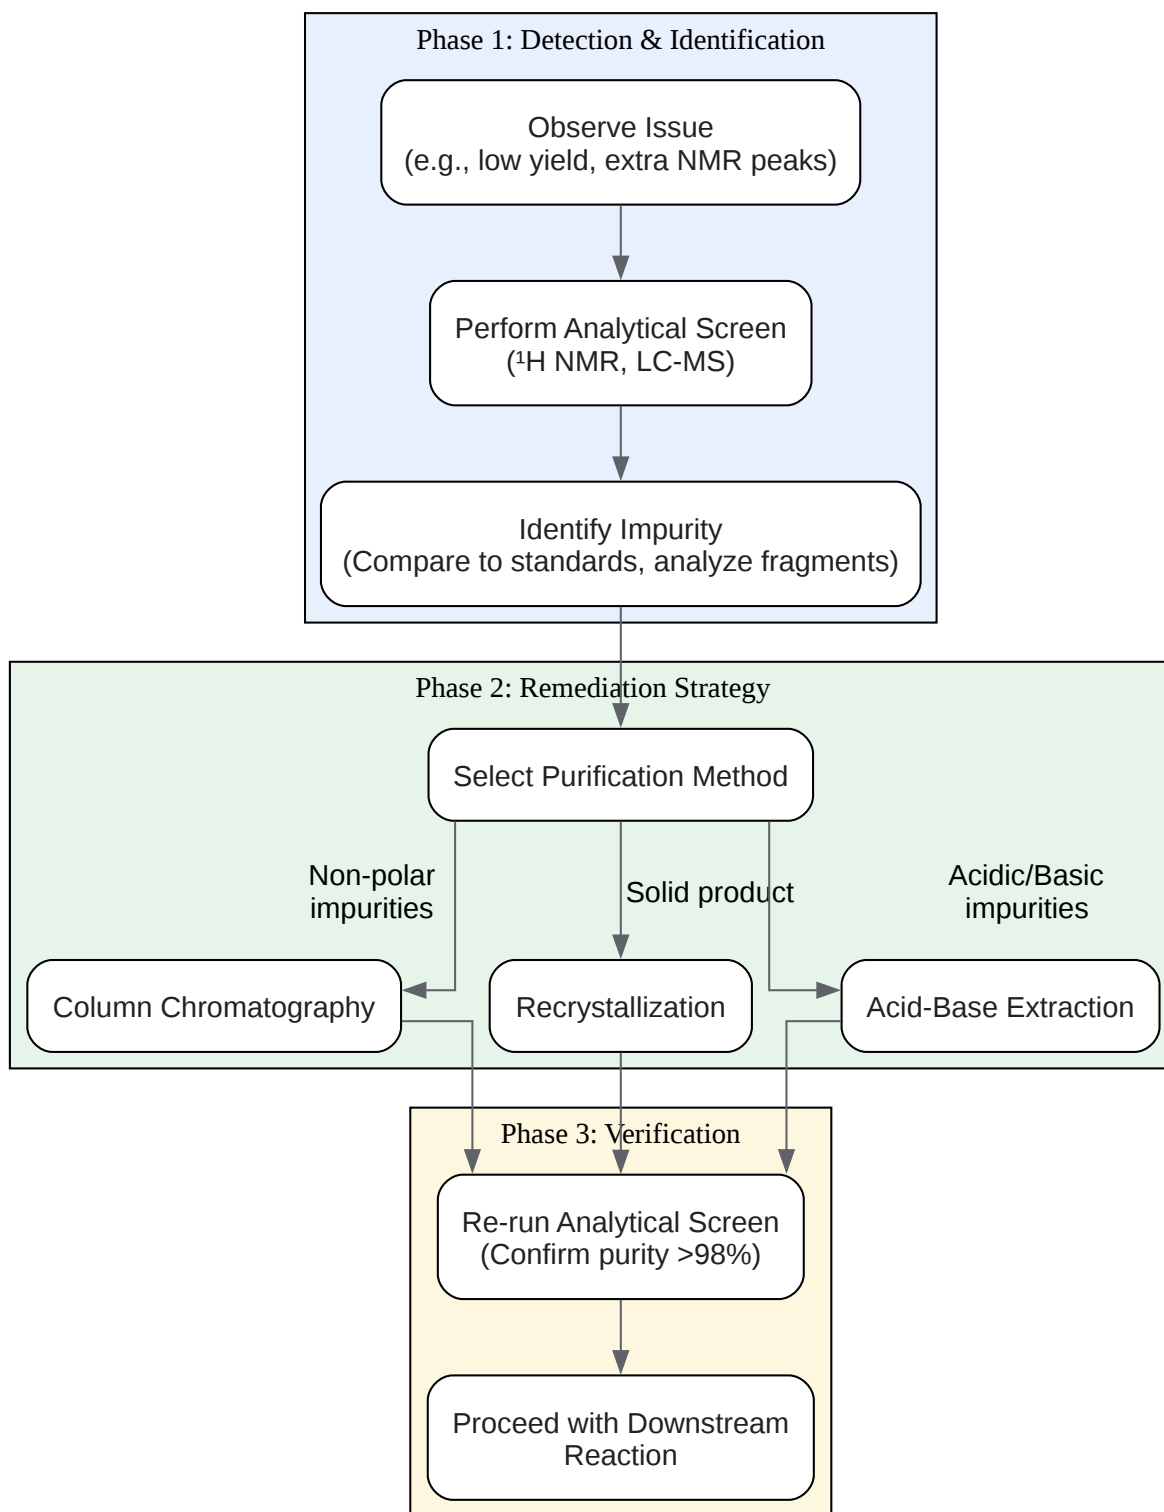 Phase 1: Detection & Identification
Observe Issue
(e.g., low yield, extra NMR peaks)
Perform Analytical Screen
(¹H NMR, LC-MS)
Identify Impurity
(Compare to standards, analyze fragments)
Phase 2: Remediation Strategy
Select Purification Method
Non-polar
impurities
Solid product
Acidic/Basic
impurities
Column Chromatography
Recrystallization
Acid-Base Extraction
Phase 3: Verification
Re-run Analytical Screen
(Confirm purity >98%)
Proceed with Downstream
Reaction